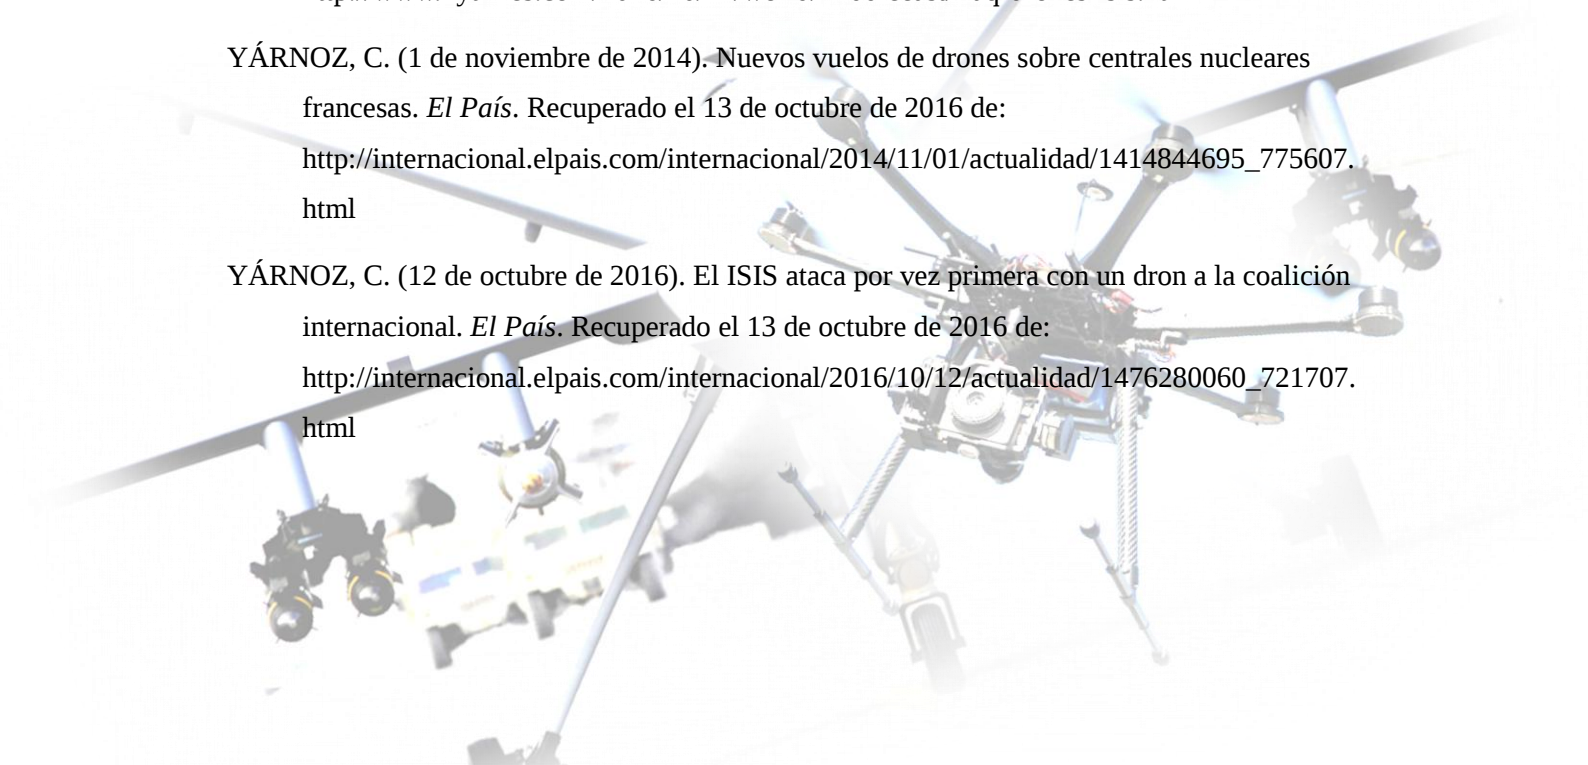 YÁRNOZ, C. (1 de noviembre de 2014). Nuevos vuelos de drones sobre centrales nucleares
francesas. El País. Recuperado el 13 de octubre de 2016 de:
http://internacional.elpais.com/internacional/2014/11/01/actualidad/1414844695_775607.
html
YÁRNOZ, C. (12 de octubre de 2016). El ISIS ataca por vez primera con un dron a la coalición
internacional. El País. Recuperado el 13 de octubre de 2016 de:
http://internacional.elpais.com/internacional/2016/10/12/actualidad/1476280060_721707.
html